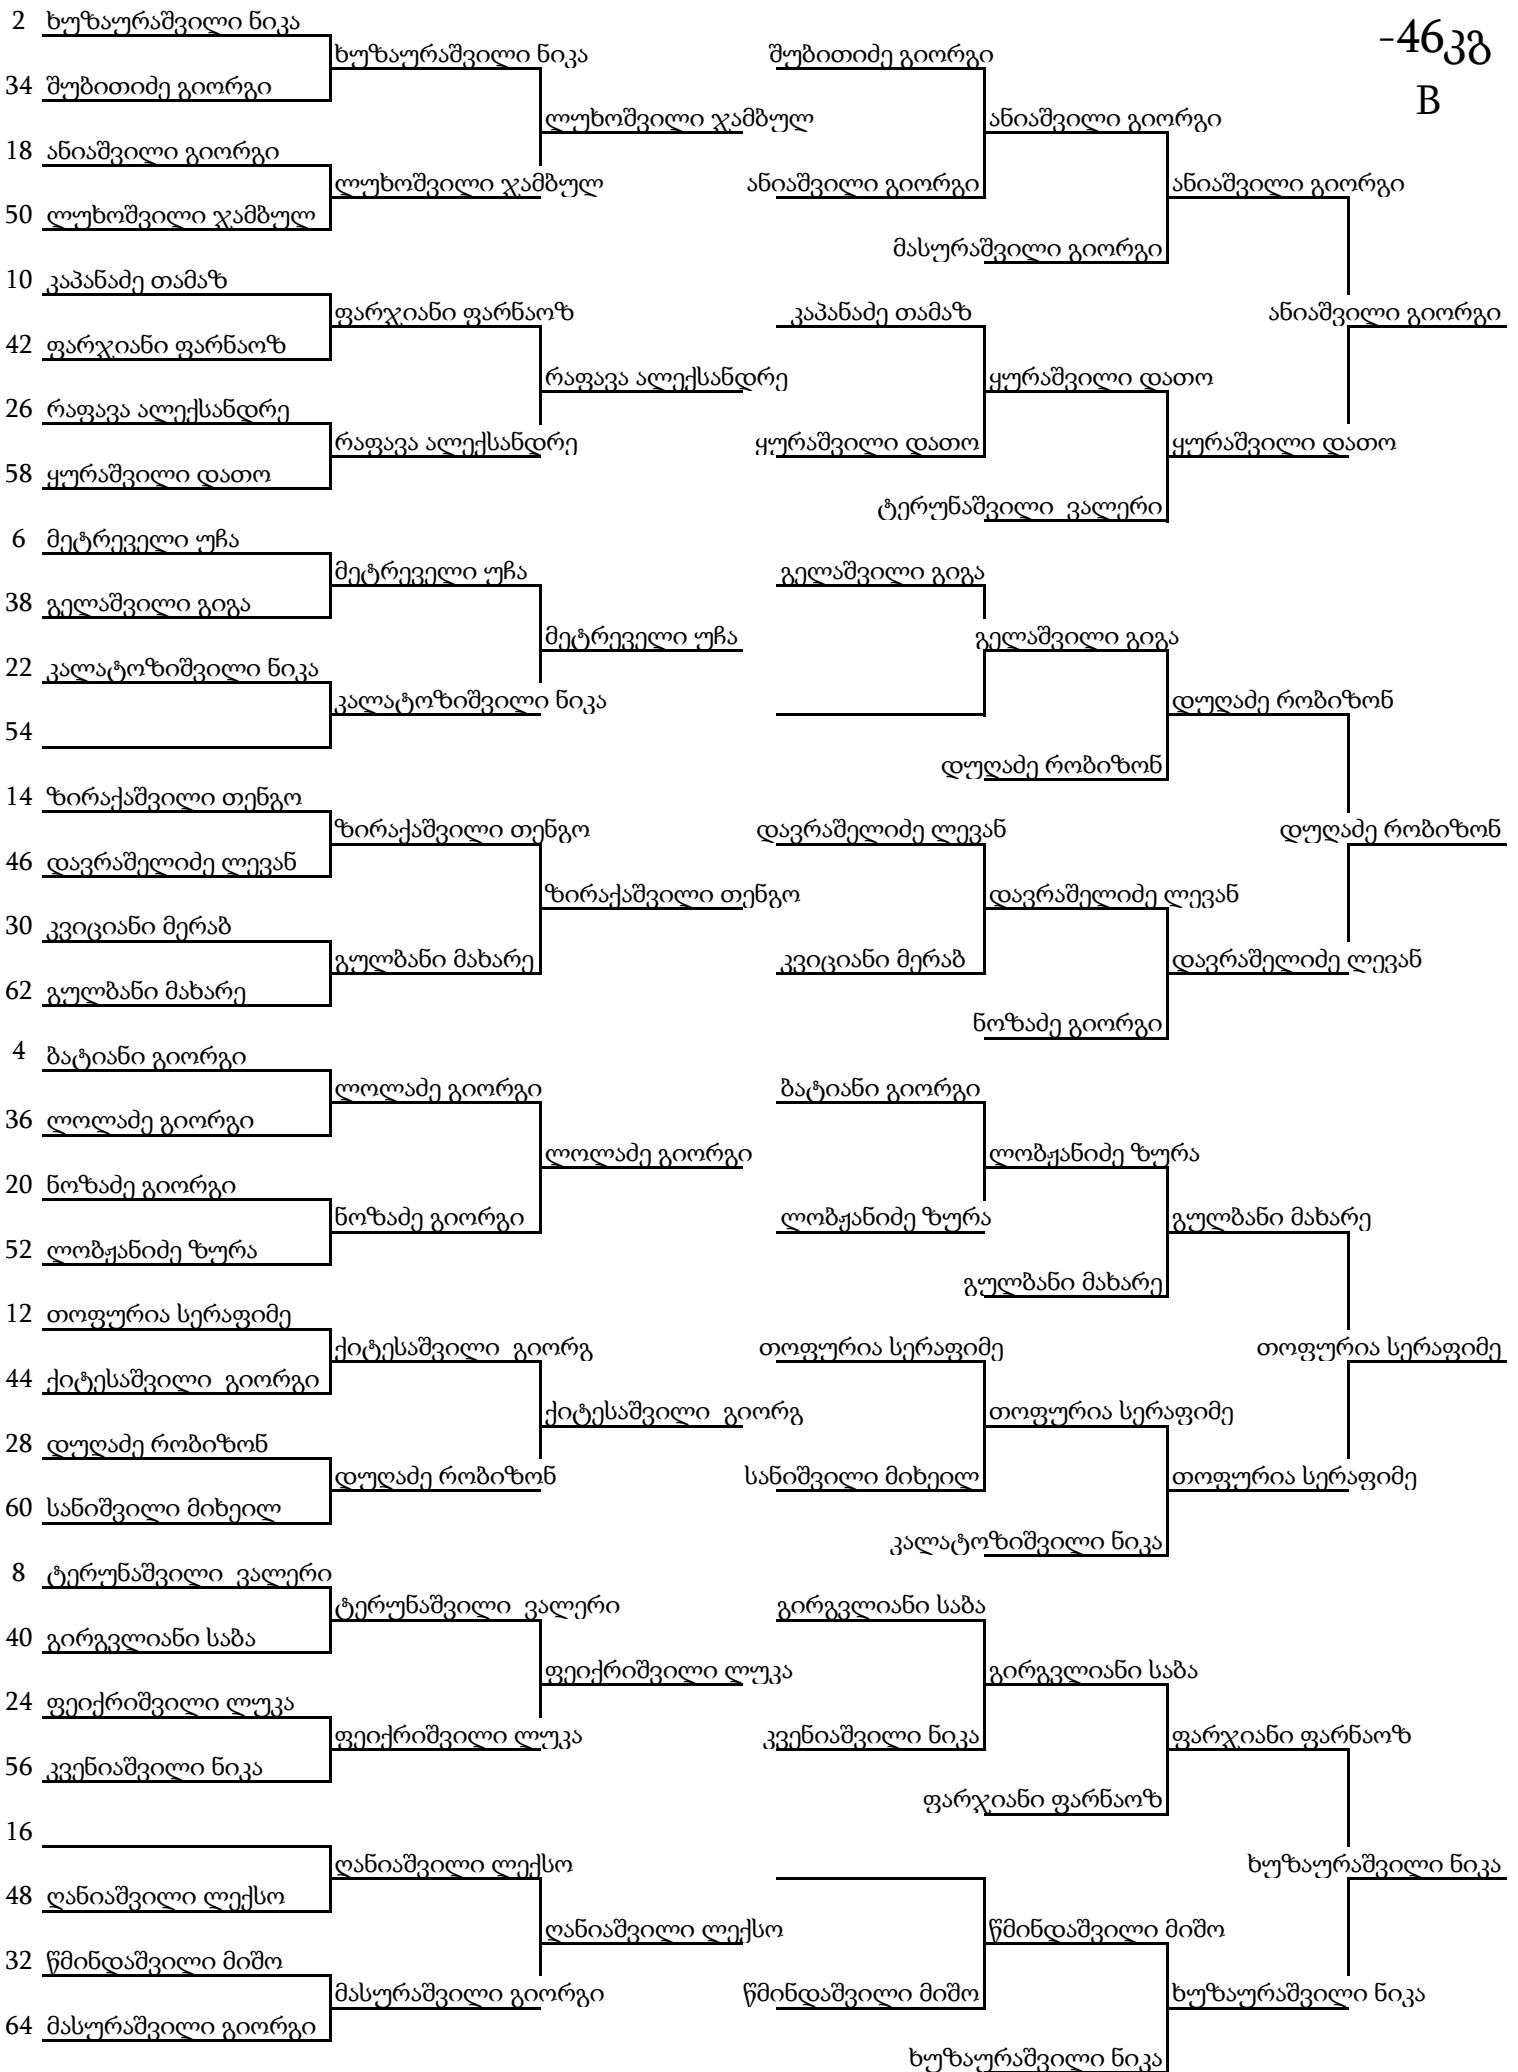 2 ხუზაურაშვილი ნიკა
-46კგ
ხუზაურაშვილი ნიკა შუბითიძე გიორგი
34 შუბითიძე გიორგი
B
ლუხოშვილი ჯამბულ ანიაშვილი გიორგი
18 ანიაშვილი გიორგი
ლუხოშვილი ჯამბულ ანიაშვილი გიორგი ანიაშვილი გიორგი
50 ლუხოშვილი ჯამბულ
მასურაშვილი გიორგი
10 კაპანაძე თამაზ
ფარჯიანი ფარნაოზ კაპანაძე თამაზ ანიაშვილი გიორგი
42 ფარჯიანი ფარნაოზ
რაფავა ალექსანდრე ყურაშვილი დათო
26 რაფავა ალექსანდრე
რაფავა ალექსანდრე ყურაშვილი დათო ყურაშვილი დათო
58 ყურაშვილი დათო
ტერუნაშვილი ვალერი
6 მეტრეველი უჩა
მეტრეველი უჩა გელაშვილი გიგა
38 გელაშვილი გიგა
მეტრეველი უჩა გელაშვილი გიგა
22 კალატოზიშვილი ნიკა
კალატოზიშვილი ნიკა დუღაძე რობიზონ
54
დუღაძე რობიზონ
14 ზირაქაშვილი თენგო
ზირაქაშვილი თენგო დავრაშელიძე ლევან დუღაძე რობიზონ
46 დავრაშელიძე ლევან
ზირაქაშვილი თენგო დავრაშელიძე ლევან
30 კვიციანი მერაბ
გულბანი მახარე კვიციანი მერაბ დავრაშელიძე ლევან
62 გულბანი მახარე
ნოზაძე გიორგი
4 ბატიანი გიორგი
ლოლაძე გიორგი ბატიანი გიორგი
36 ლოლაძე გიორგი
ლოლაძე გიორგი ლობჟანიძე ზურა
20 ნოზაძე გიორგი
ნოზაძე გიორგი ლობჟანიძე ზურა გულბანი მახარე
52 ლობჟანიძე ზურა
გულბანი მახარე
12 თოფურია სერაფიმე
ქიტესაშვილი გიორგ თოფურია სერაფიმე თოფურია სერაფიმე
44 ქიტესაშვილი გიორგი
ქიტესაშვილი გიორგ თოფურია სერაფიმე
28 დუღაძე რობიზონ
დუღაძე რობიზონ სანიშვილი მიხეილ თოფურია სერაფიმე
60 სანიშვილი მიხეილ
კალატოზიშვილი ნიკა
8 ტერუნაშვილი ვალერი
ტერუნაშვილი ვალერი გირგვლიანი საბა
40 გირგვლიანი საბა
ფეიქრიშვილი ლუკა გირგვლიანი საბა
24 ფეიქრიშვილი ლუკა
ფეიქრიშვილი ლუკა კვენიაშვილი ნიკა ფარჯიანი ფარნაოზ
56 კვენიაშვილი ნიკა
ფარჯიანი ფარნაოზ
16
ღანიაშვილი ლექსო ხუზაურაშვილი ნიკა
48 ღანიაშვილი ლექსო
ღანიაშვილი ლექსო წმინდაშვილი მიშო
32 წმინდაშვილი მიშო
მასურაშვილი გიორგი წმინდაშვილი მიშო ხუზაურაშვილი ნიკა
64 მასურაშვილი გიორგი
ხუზაურაშვილი ნიკა